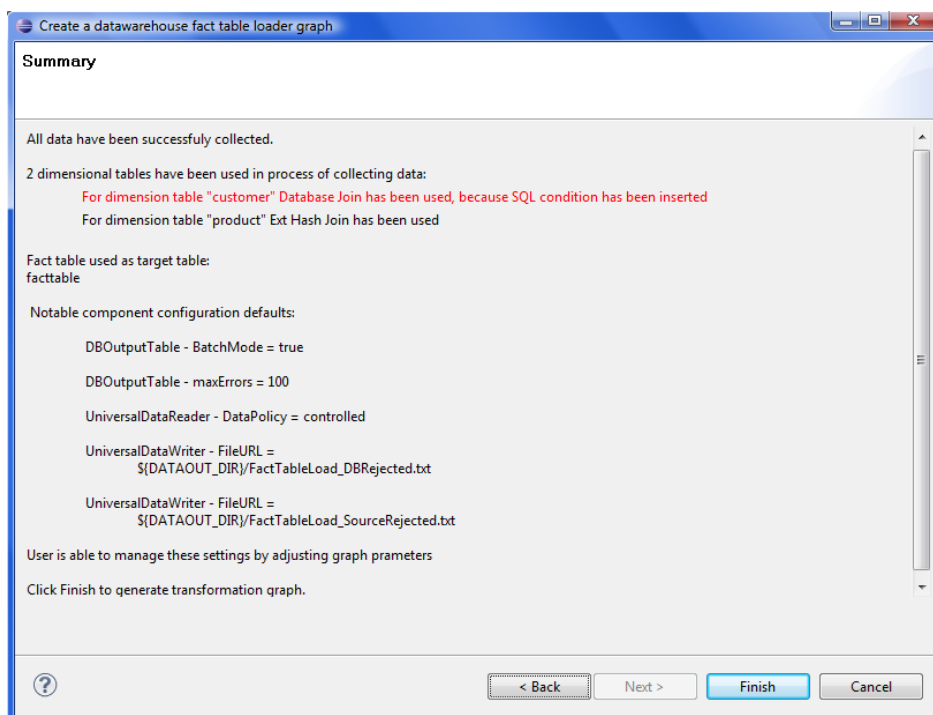 Create a datawarehouse fact table loader graph
Summary
All data have been successfuly collected.
2 dimensional tables have been used in process of collecting data:
For dimension table "customer" Database Join has been used, because SQL condition has been inserted
For dimension table "product" Ext Hash Join has been used
Fact table used as target table:
facttable
Notable component configuration defaults:
DBOutputTable - BatchMode = true
DBOutputTable - maxErrors = 100
UniversalDataReader - DataPolicy = controlled
UniversalDataWriter - FileURL =
${DATAOUT_DIR}/FactTableLoad_DBRejected.txt
UniversalDataWriter - FileURL =
${DATAOUT_DIR}/FactTableLoad_SourceRejected.txt
User is able to manage these settings by adjusting graph prameters
Click Finish to generate transformation graph.
?
< Back
Next >
Finish
Cancel